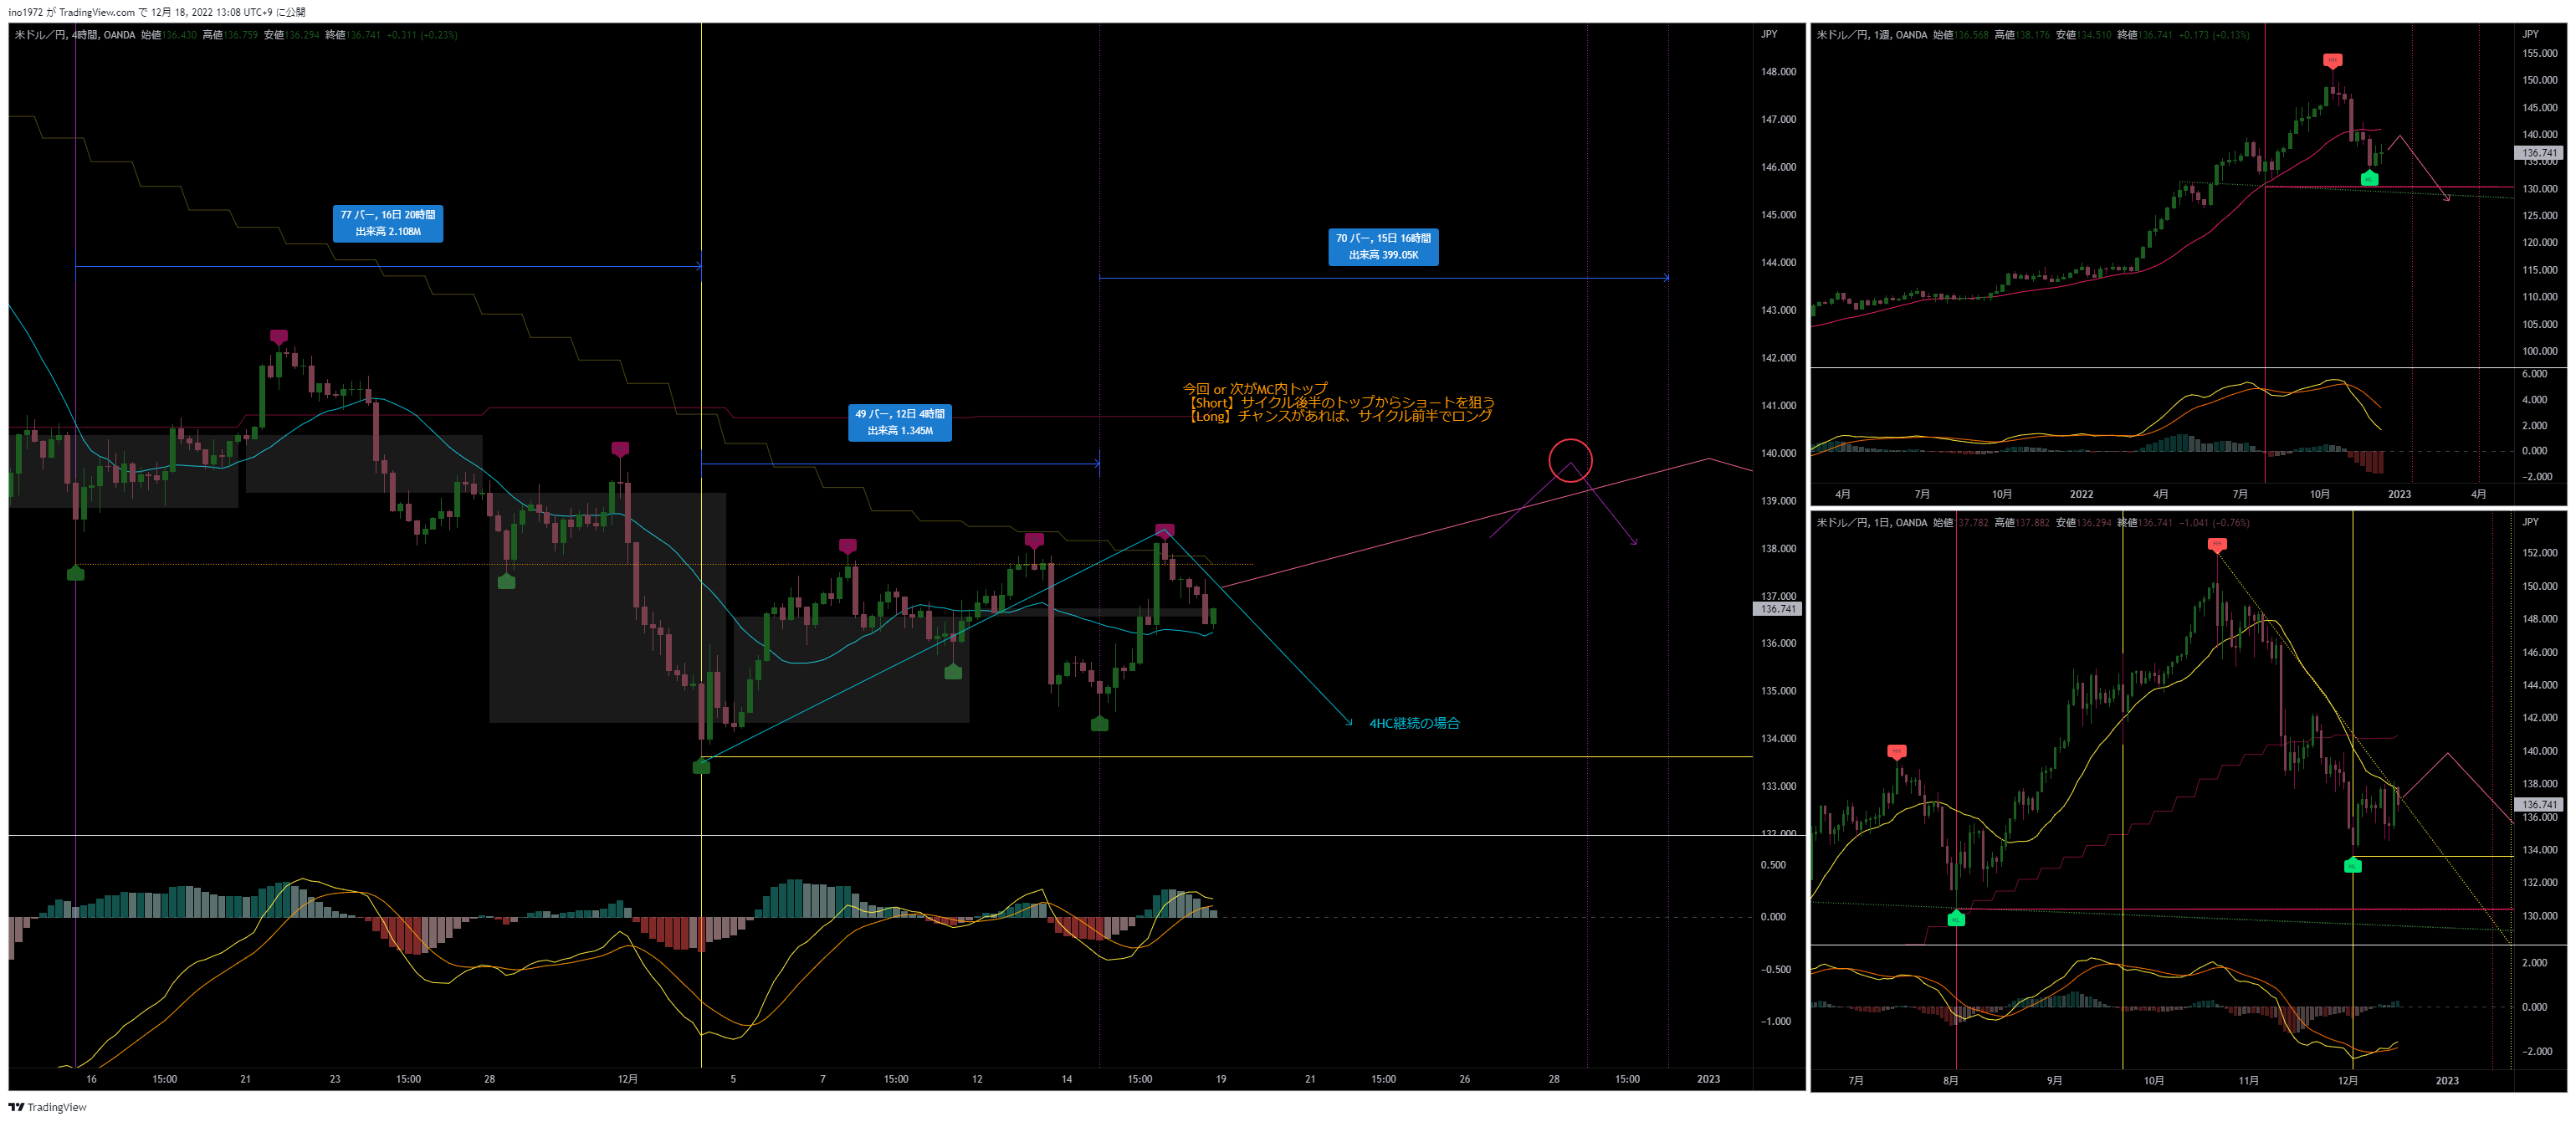 ino1972 が TradingView.com で 12月 18, 2022 13:08 UTC+9 に公開
米ドル／円, 4時間, OANDA 始値136.430 高値136.759 安値136.294 終値136.741 +0.311 (+0.23%)
JPY
148.000
147.000
146.000
145.000
144.000
143.000
142.000
141.000
140.000
139.000
138.000
137.000
136.741
136.000
135.000
134.000
133.000
132.000
0.500
0.000
−0.500
−1.000
77 バー, 16日 20時間
出来高 2.108M
70 バー, 15日 16時間
出来高 399.05K
49 バー, 12日 4時間
出来高 1.345M
今回 or 次がMC内トップ
【Short】サイクル後半のトップからショートを狙う
【Long】チャンスがあれば、サイクル前半でロング
4HC継続の場合
16 15:00 21 23 15:00 28 12月 5 7 15:00 12 14 15:00 19 21 15:00 26 28 15:00 2023
米ドル／円, 1週, OANDA 始値136.568 高値138.176 安値134.510 終値136.741 +0.173 (+0.13%)
JPY
155.000
150.000
145.000
140.000
136.741
135.000
130.000
125.000
120.000
115.000
110.000
105.000
100.000
6.000
4.000
2.000
0.000
−2.000
4月 7月 10月 2022 4月 7月 10月 2023 4月
米ドル／円, 1日, OANDA 始値137.782 高値137.882 安値136.294 終値136.741 −1.041 (−0.76%)
JPY
152.000
150.000
148.000
146.000
144.000
142.000
140.000
138.000
136.741
136.000
134.000
132.000
130.000
2.000
0.000
−2.000
7月 8月 9月 10月 11月 12月 2023
TradingView